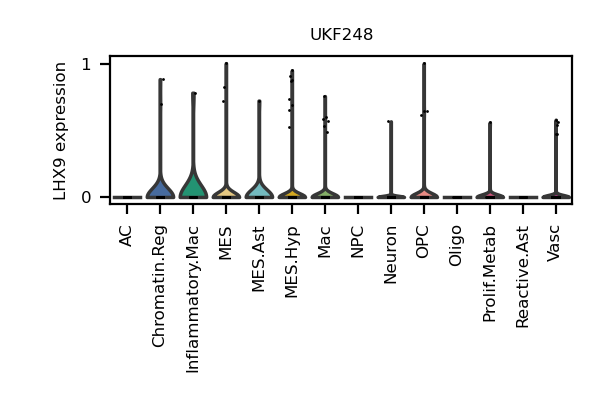 UKF248
LHX9 expression
1
0
AC
Chromatin.Reg
Inflammatory.Mac
MES
MES.Ast
MES.Hyp
Mac
NPC
Neuron
OPC
Oligo
Prolif.Metab
Reactive.Ast
Vasc